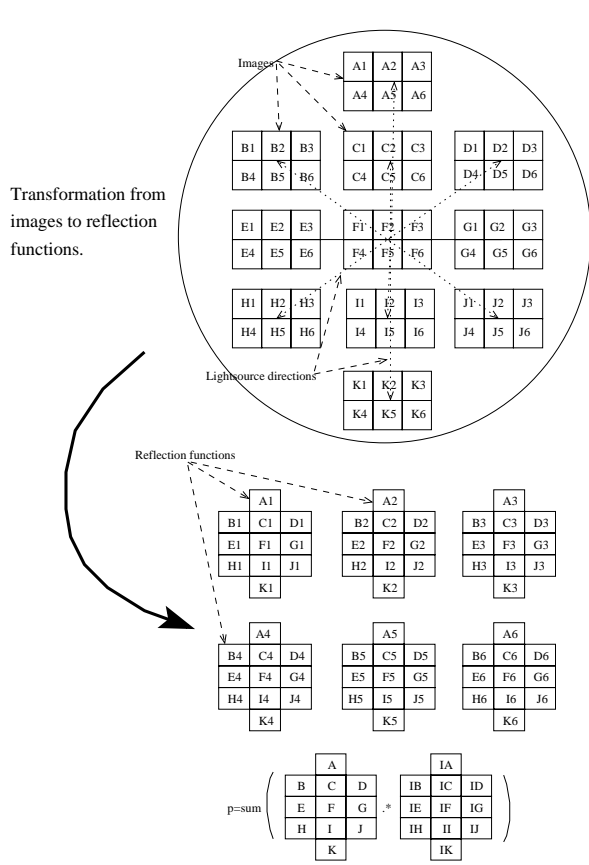 Images
A1 A2 A3
A4 A5 A6
B1 B2 B3 C1 C2 C3 D1 D2 D3
B4 B5 B6 C4 C5 C6 D4 D5 D6
Transformation from
images to reflection
functions.
E1 E2 E3 F1 F2 F3 G1 G2 G3
E4 E5 E6 F4 F5 F6 G4 G5 G6
H1 H2 H3 I1 I2 I3 J1 J2 J3
H4 H5 H6 I4 I5 I6 J4 J5 J6
Lightsource directions
K1 K2 K3
K4 K5 K6
Reflection functions
A1 A2 A3
B1 C1 D1 B2 C2 D2 B3 C3 D3
E1 F1 G1 E2 F2 G2 E3 F3 G3
H1 I1 J1 H2 I2 J2 H3 I3 J3
K1 K2 K3
A4 A5 A6
B4 C4 D4 B5 C5 D5 B6 C6 D6
E4 F4 G4 E5 F5 G5 E6 F6 G6
H4 I4 J4 H5 I5 J5 H6 I6 J6
K4 K5 K6
A IA
B C D IB IC ID
p=sum ( E F G .* IE IF IG )
H I J IH II IJ
K IK